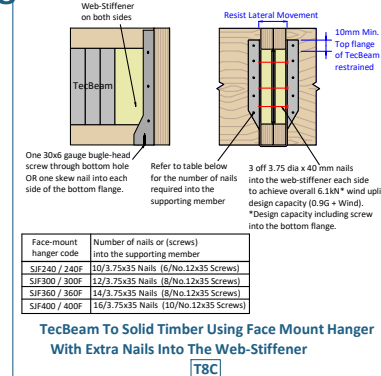 Web-Stiffener
on both sides
Resist Lateral Movement
10mm Min.
Top flange
of TecBeam
restrained
TecBeam
One 30x6 gauge bugle-head
screw through bottom hole
OR one skew nail into each
side of the bottom flange.
Refer to table below
for the number of nails
required into the
supporting member
3 off 3.75 dia x 40 mm nails
into the web-stiffener each side
to achieve overall 6.1kN* wind upli
design capacity (0.9G + Wind).
*Design capacity including screw
into the bottom flange.
Face-mount hanger code | Number of nails or (screws) into the supporting member
SJF240 / 240F | 10/3.75x35 Nails (6/No.12x35 Screws)
SJF300 / 300F | 12/3.75x35 Nails (8/No.12x35 Screws)
SJF360 / 360F | 14/3.75x35 Nails (8/No.12x35 Screws)
SJF400 / 400F | 16/3.75x35 Nails (10/No.12x35 Screws)
TecBeam To Solid Timber Using Face Mount Hanger
With Extra Nails Into The Web-Stiffener
T8C